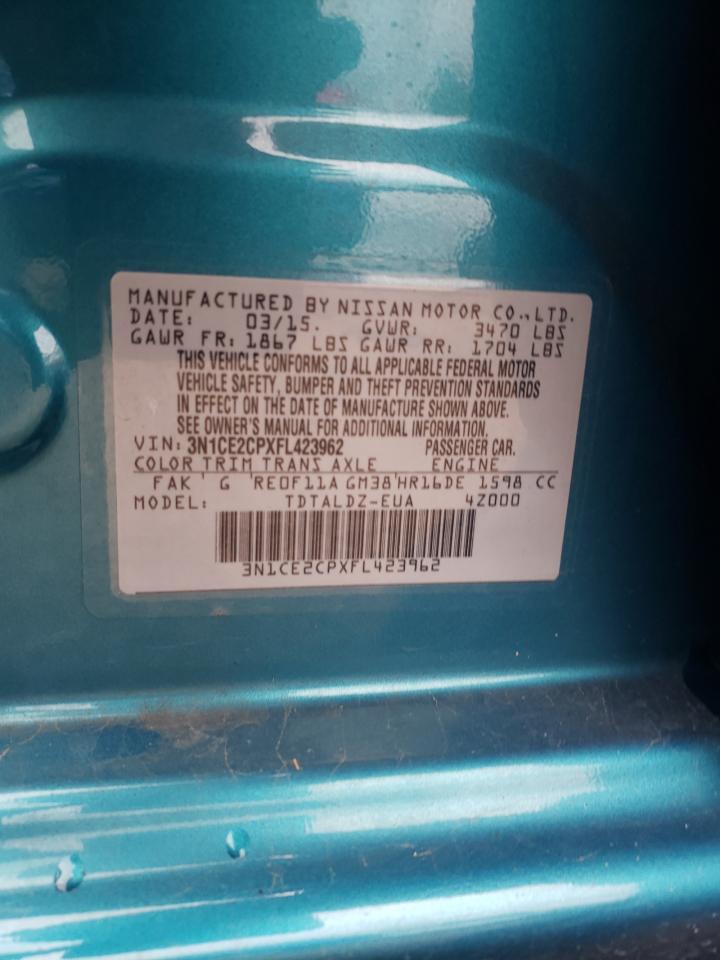 MANUFACTURED BY NISSAN MOTOR CO.,LTD.
DATE: 03/15. GVWR: 3470 LBS
GAWR FR: 1867 LBS GAWR RR: 1704 LBS
THIS VEHICLE CONFORMS TO ALL APPLICABLE FEDERAL MOTOR
VEHICLE SAFETY, BUMPER AND THEFT PREVENTION STANDARDS
IN EFFECT ON THE DATE OF MANUFACTURE SHOWN ABOVE.
SEE OWNER'S MANUAL FOR ADDITIONAL INFORMATION.
VIN: 3N1CE2CPXFL423962 PASSENGER CAR.
COLOR TRIM TRANS AXLE ENGINE
FAK' G 'RE0F11A GM38'HR16DE 1598 CC
MODEL: TDTALDZ-EUA 4Z000
3N1CE2CPXFL423962